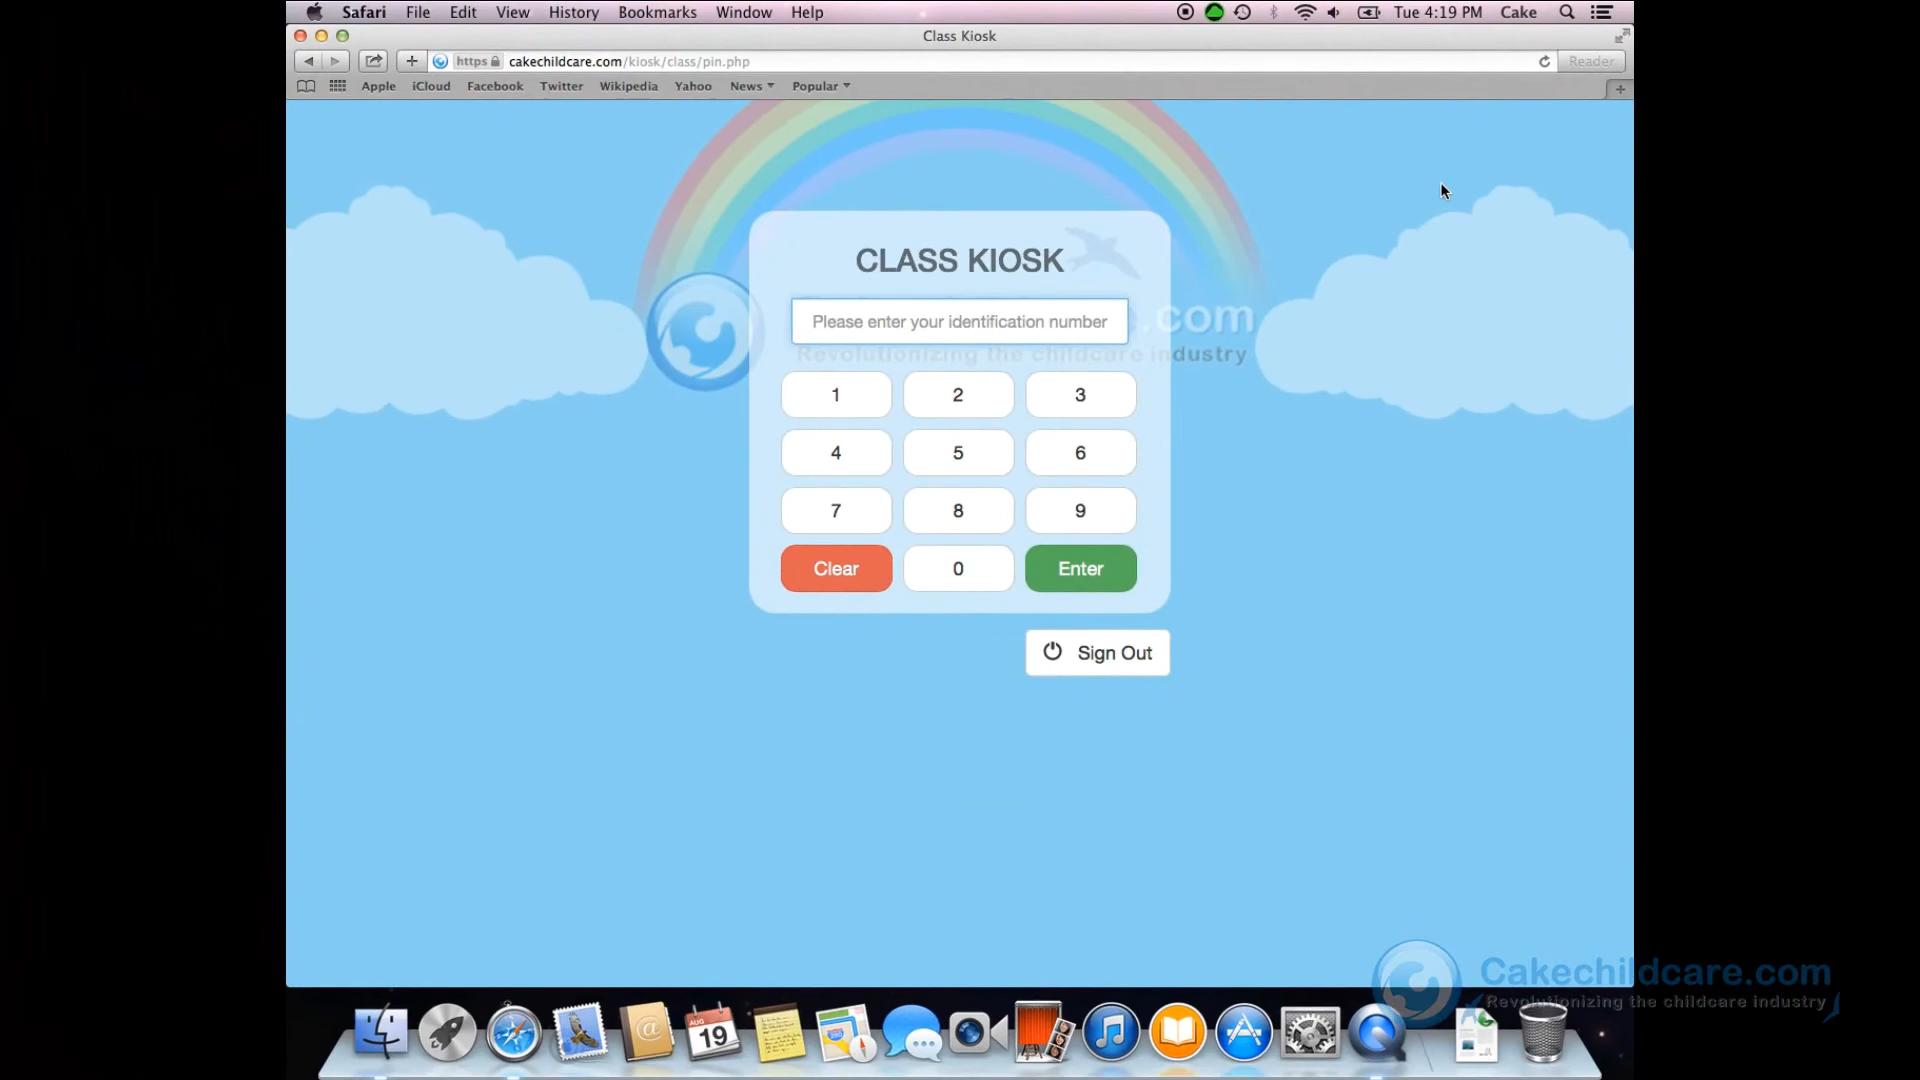 Safari File Edit View History Bookmarks Window Help Tue 4:19 PM Cake
Class Kiosk
https cakechildcare.com/kiosk/class/pin.php Reader
Apple iCloud Facebook Twitter Wikipedia Yahoo News Popular
CLASS KIOSK
Please enter your identification number
.com
Revolutionizing the childcare industry
1 2 3
4 5 6
7 8 9
Clear 0 Enter
Sign Out
Cakechildcare.com
Revolutionizing the childcare industry
AUG
19